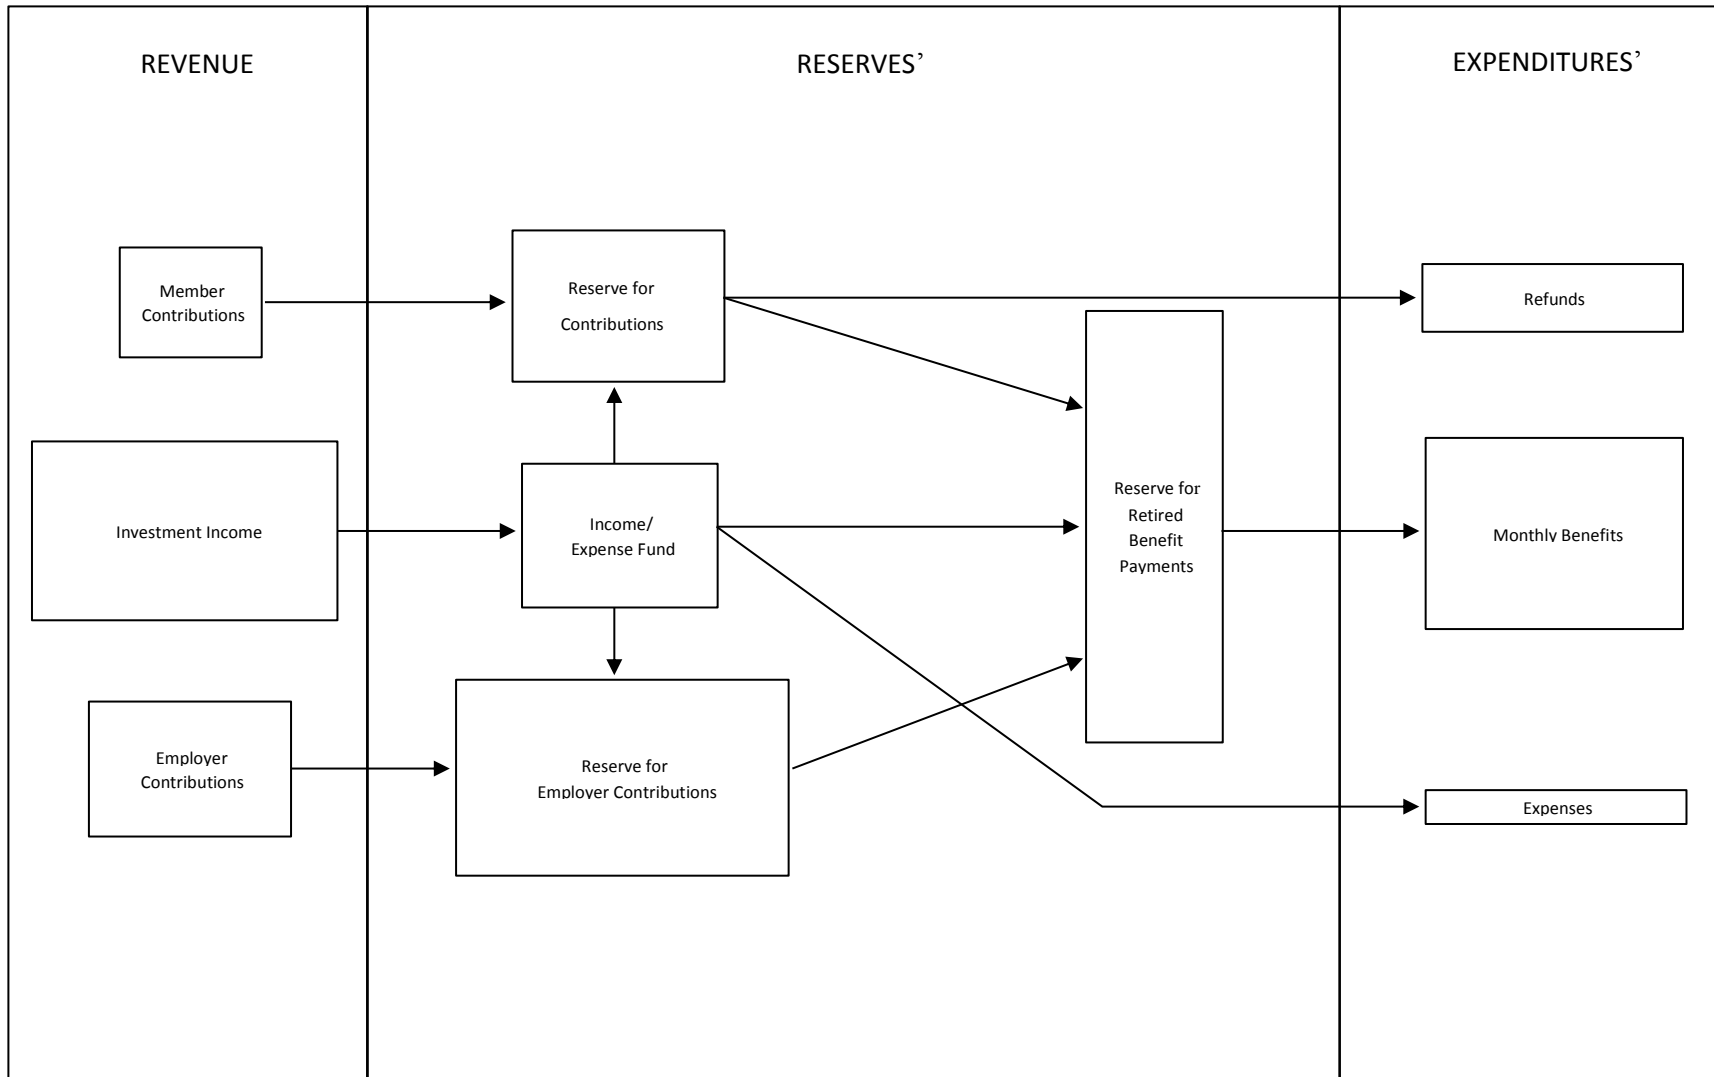 REVENUE
RESERVES’
EXPENDITURES’
Member
Contributions
Reserve for
Contributions
Refunds
Investment Income
Income/
Expense Fund
Reserve for
Retired
Benefit
Payments
Monthly Benefits
Employer
Contributions
Reserve for
Employer Contributions
Expenses